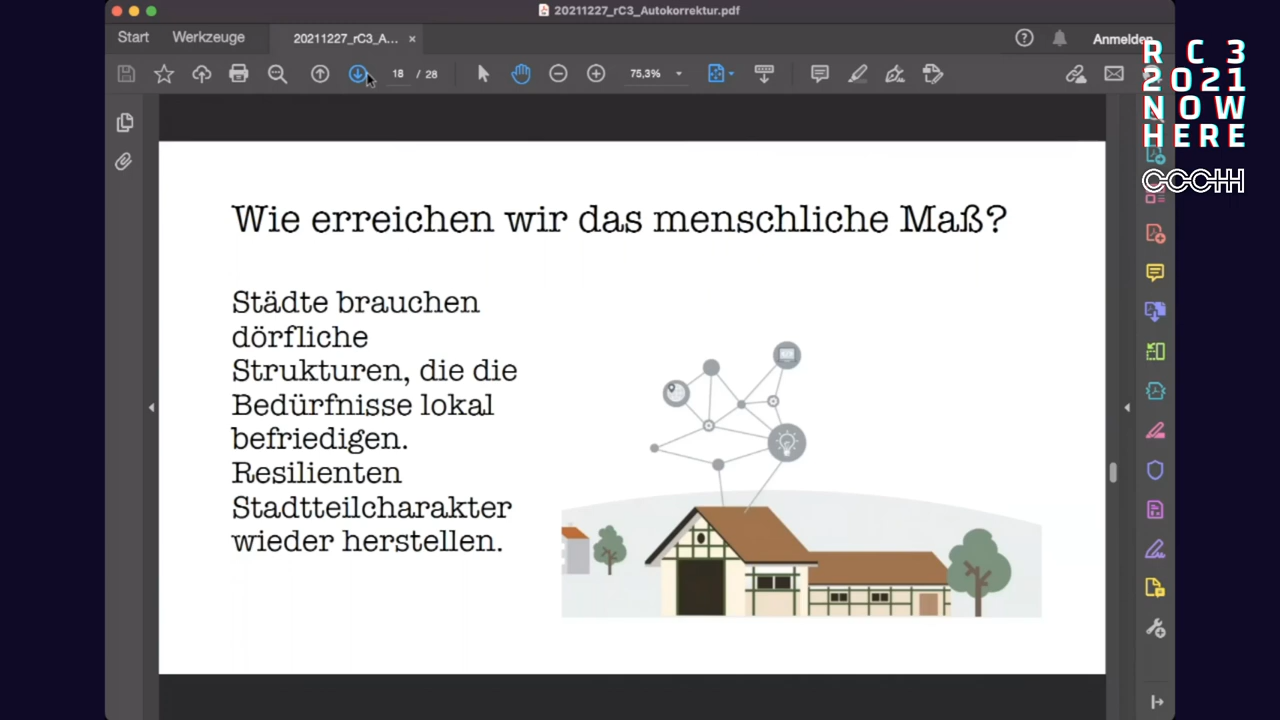 20211227_rC3_Autokorrektur.pdf
Start
Werkzeuge
20211227_rC3_A... ×
Anmelden
18 / 28
75,3%
RC3
2021
NOW
HERE
CCCHH
Wie erreichen wir das menschliche Maß?
Städte brauchen
dörfliche
Strukturen, die die
Bedürfnisse lokal
befriedigen.
Resilienten
Stadtteilcharakter
wieder herstellen.